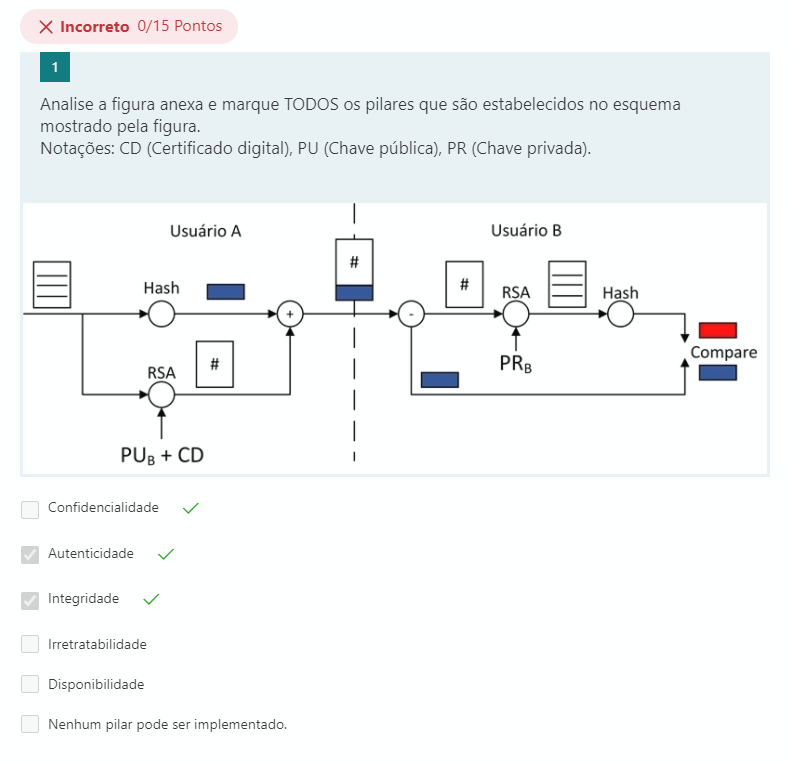 Incorreto 0/15 Pontos
1
Analise a figura anexa e marque TODOS os pilares que são estabelecidos no esquema
mostrado pela figura.
Notações: CD (Certificado digital), PU (Chave pública), PR (Chave privada).
Usuário A
Usuário B
#
#
Hash
RSA
Hash
Compare
PRB
RSA
#
PUB + CD
Confidencialidade
Autenticidade
Integridade
Irretratabilidade
Disponibilidade
Nenhum pilar pode ser implementado.